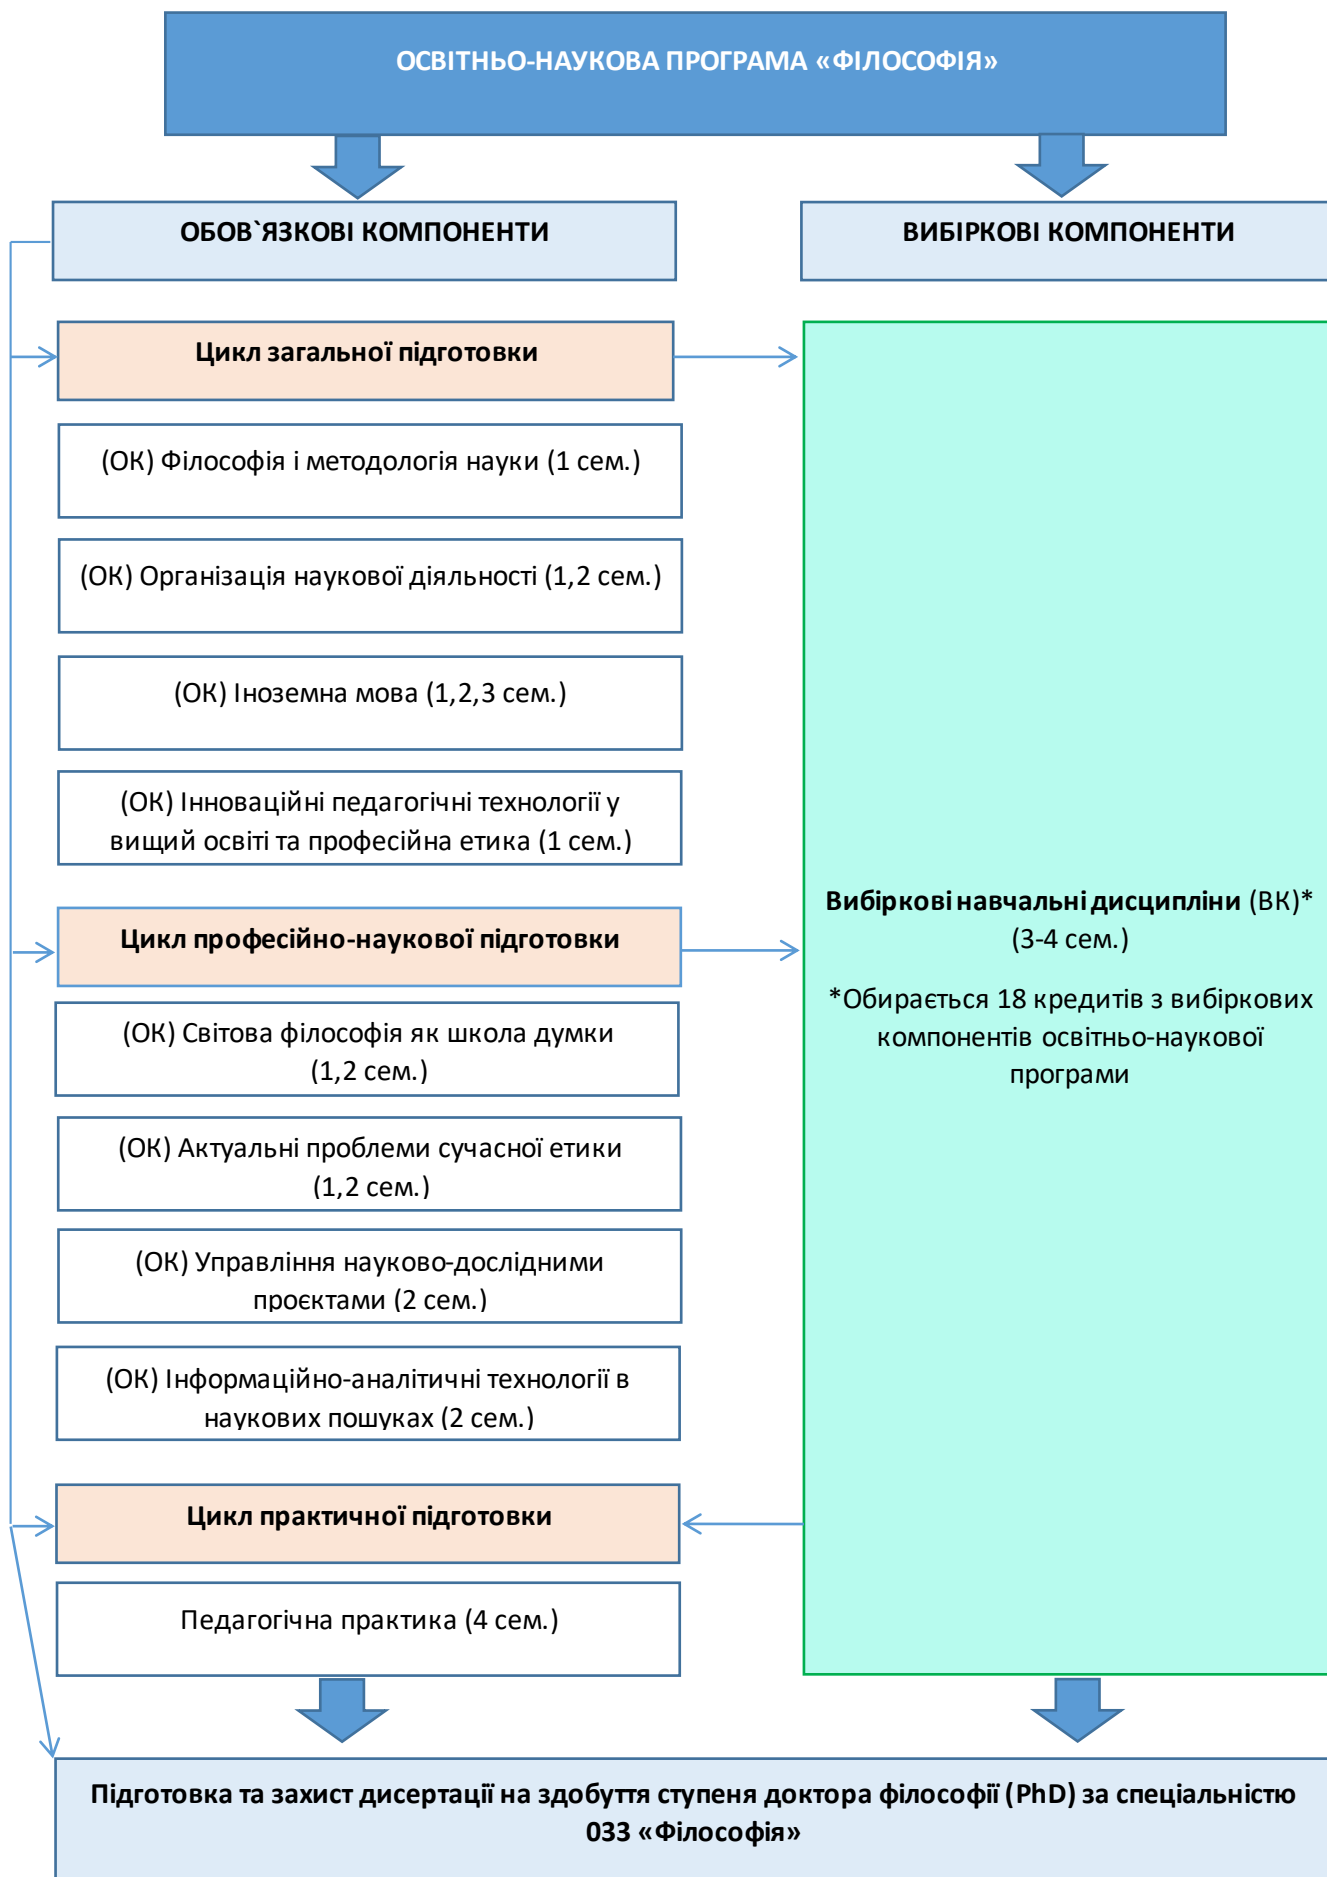 ОСВІТНЬО-НАУКОВА ПРОГРАМА «ФІЛОСОФІЯ»
ОБОВ`ЯЗКОВІ КОМПОНЕНТИ
ВИБІРКОВІ КОМПОНЕНТИ
Цикл загальної підготовки
(ОК) Філософія і методологія науки (1 сем.)
(ОК) Організація наукової діяльності (1,2 сем.)
(ОК) Іноземна мова (1,2,3 сем.)
(ОК) Інноваційні педагогічні технології у
вищий освіті та професійна етика (1 сем.)
Цикл професійно-наукової підготовки
(ОК) Світова філософія як школа думки
(1,2 сем.)
(ОК) Актуальні проблеми сучасної етики
(1,2 сем.)
(ОК) Управління науково-дослідними
проєктами (2 сем.)
(ОК) Інформаційно-аналітичні технології в
наукових пошуках (2 сем.)
Цикл практичної підготовки
Педагогічна практика (4 сем.)
Вибіркові навчальні дисципліни (ВК)*
(3-4 сем.)
*Обирається 18 кредитів з вибіркових
компонентів освітньо-наукової
програми
Підготовка та захист дисертації на здобуття ступеня доктора філософії (PhD) за спеціальністю
033 «Філософія»